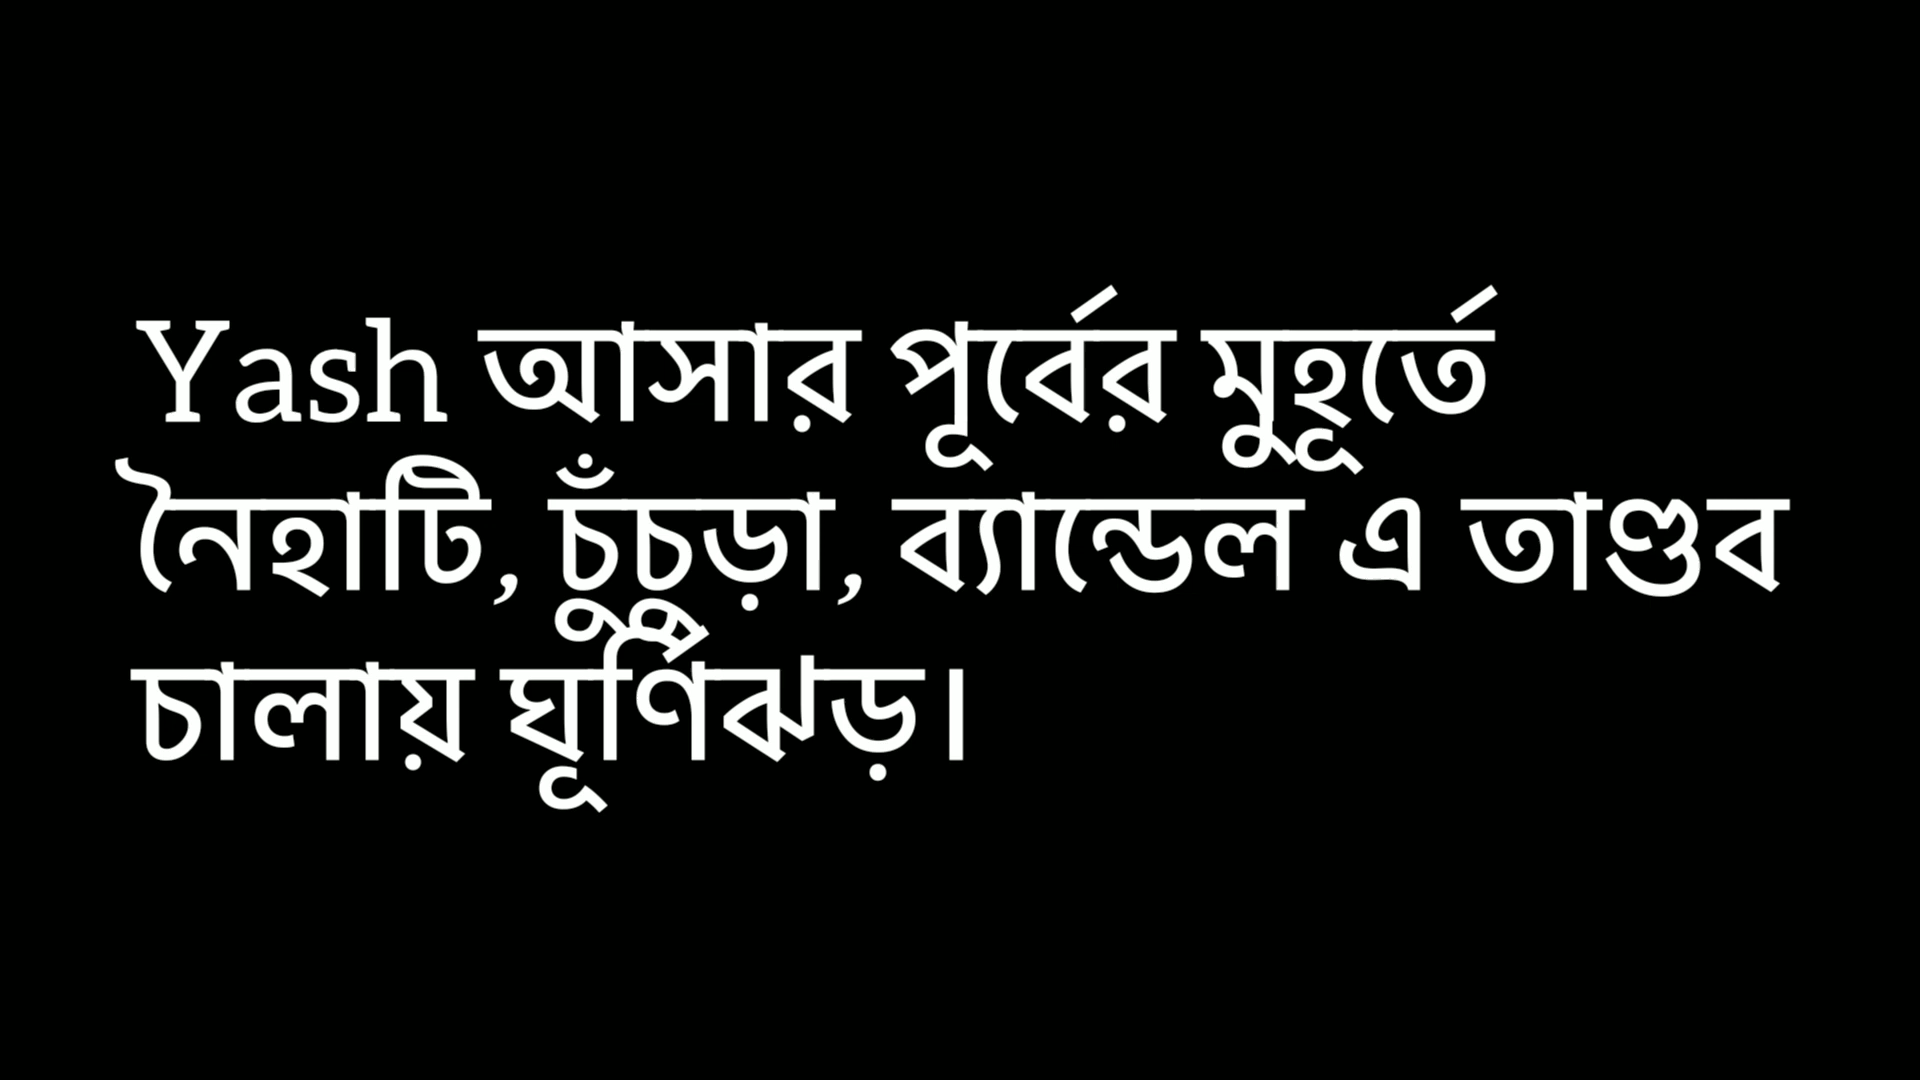 Yash আসার পূর্বের মুহূর্তে
নৈহাটি, চুঁচুড়া, ব্যান্ডেল এ তাণ্ডব
চালায় ঘূর্ণিঝড়।